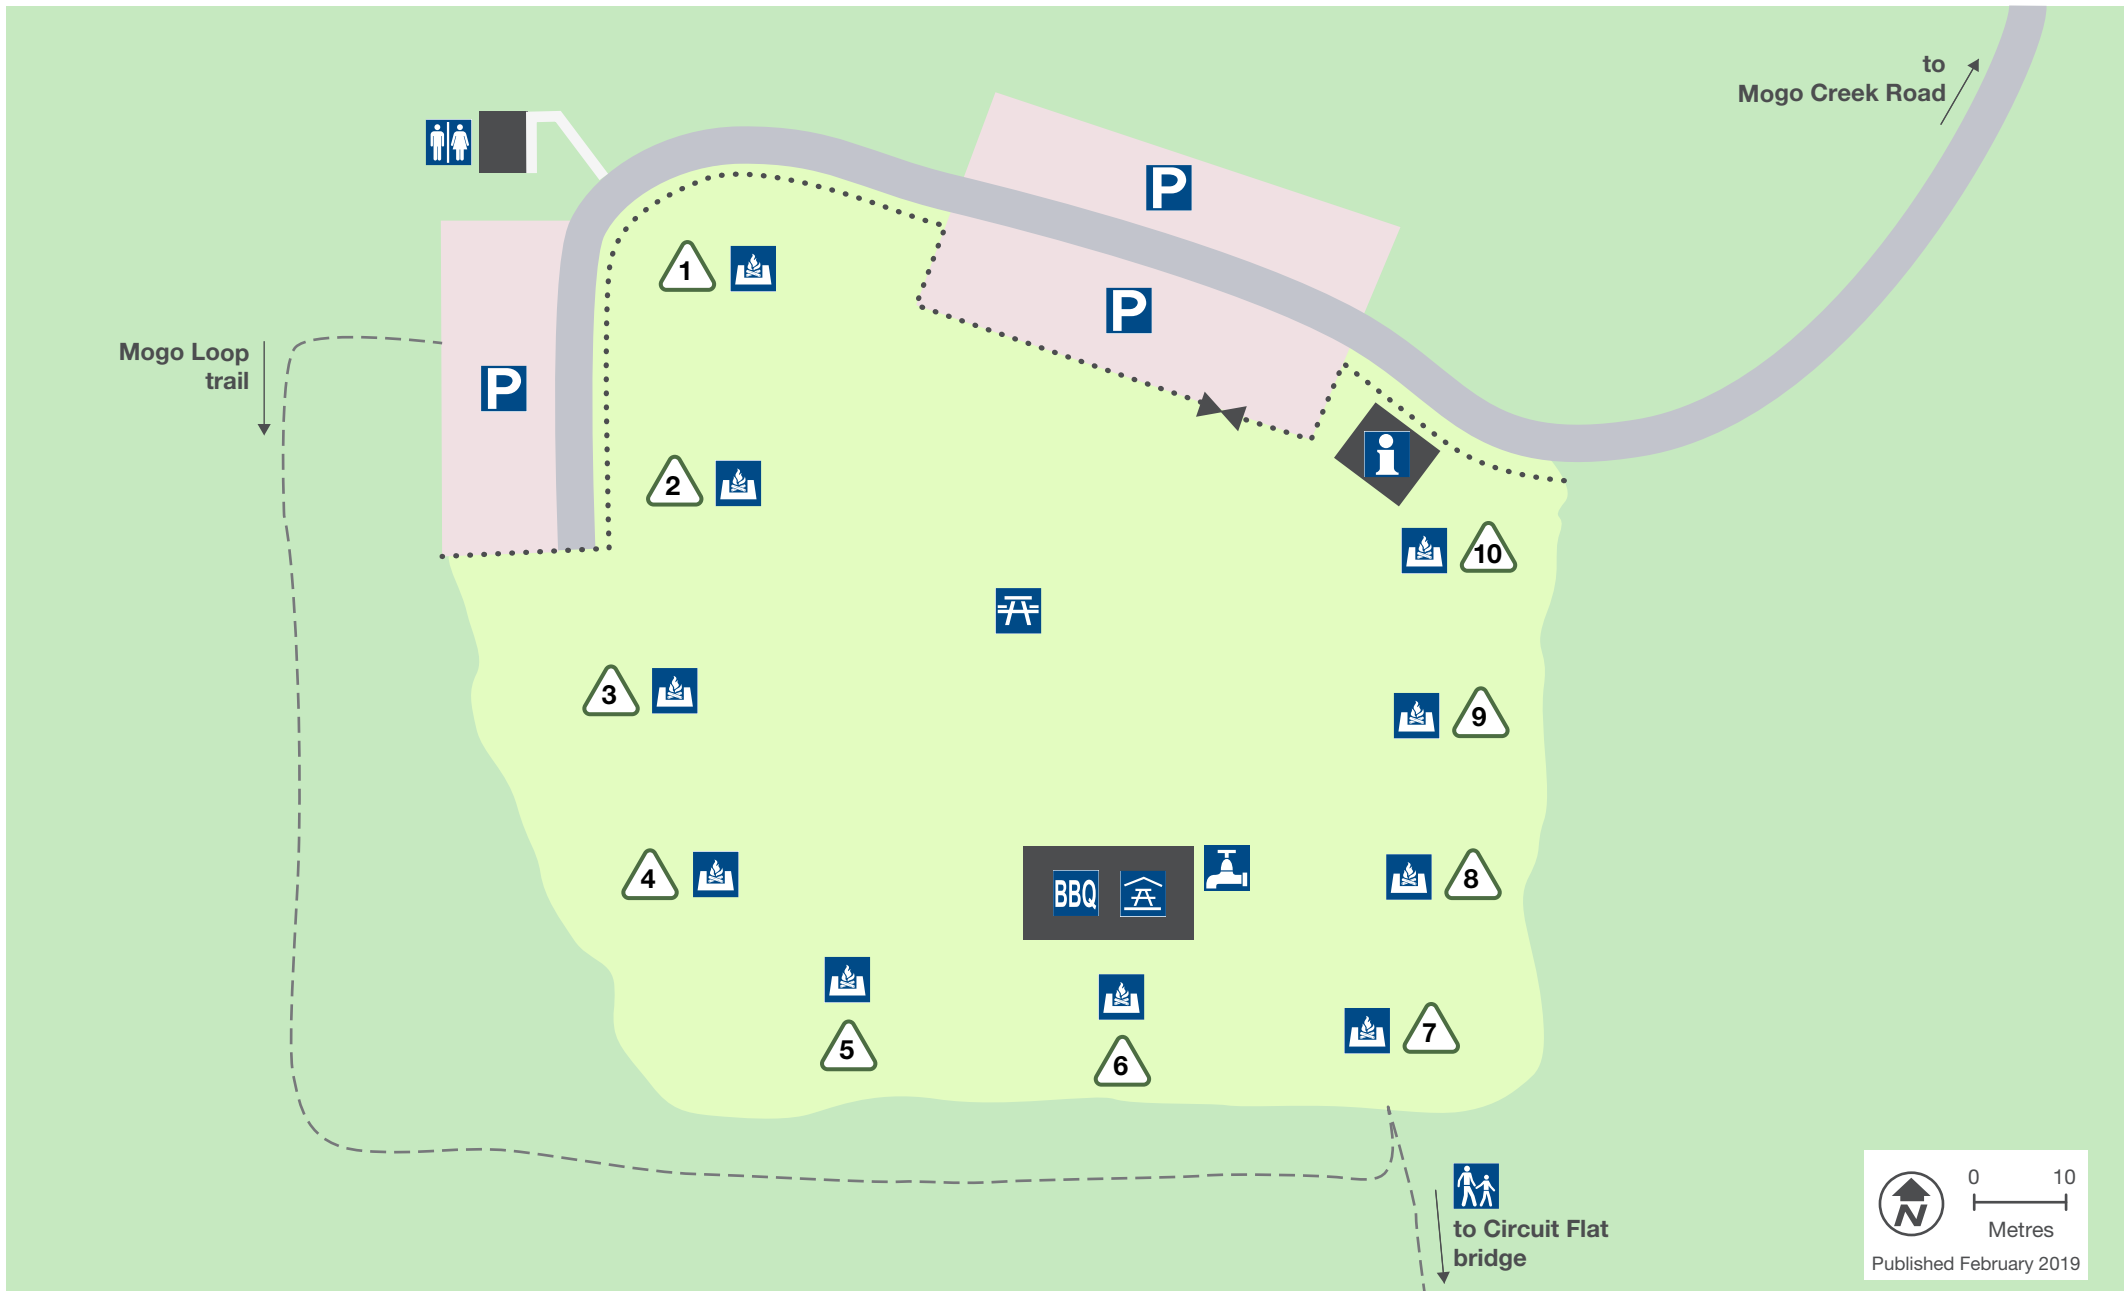 to
Mogo Creek Road
P
1
P
Mogo Loop
trail
P
i
2
10
3
9
4
BBQ
8
5
6
7
to Circuit Flat
bridge
N
0 10
Metres
Published February 2019